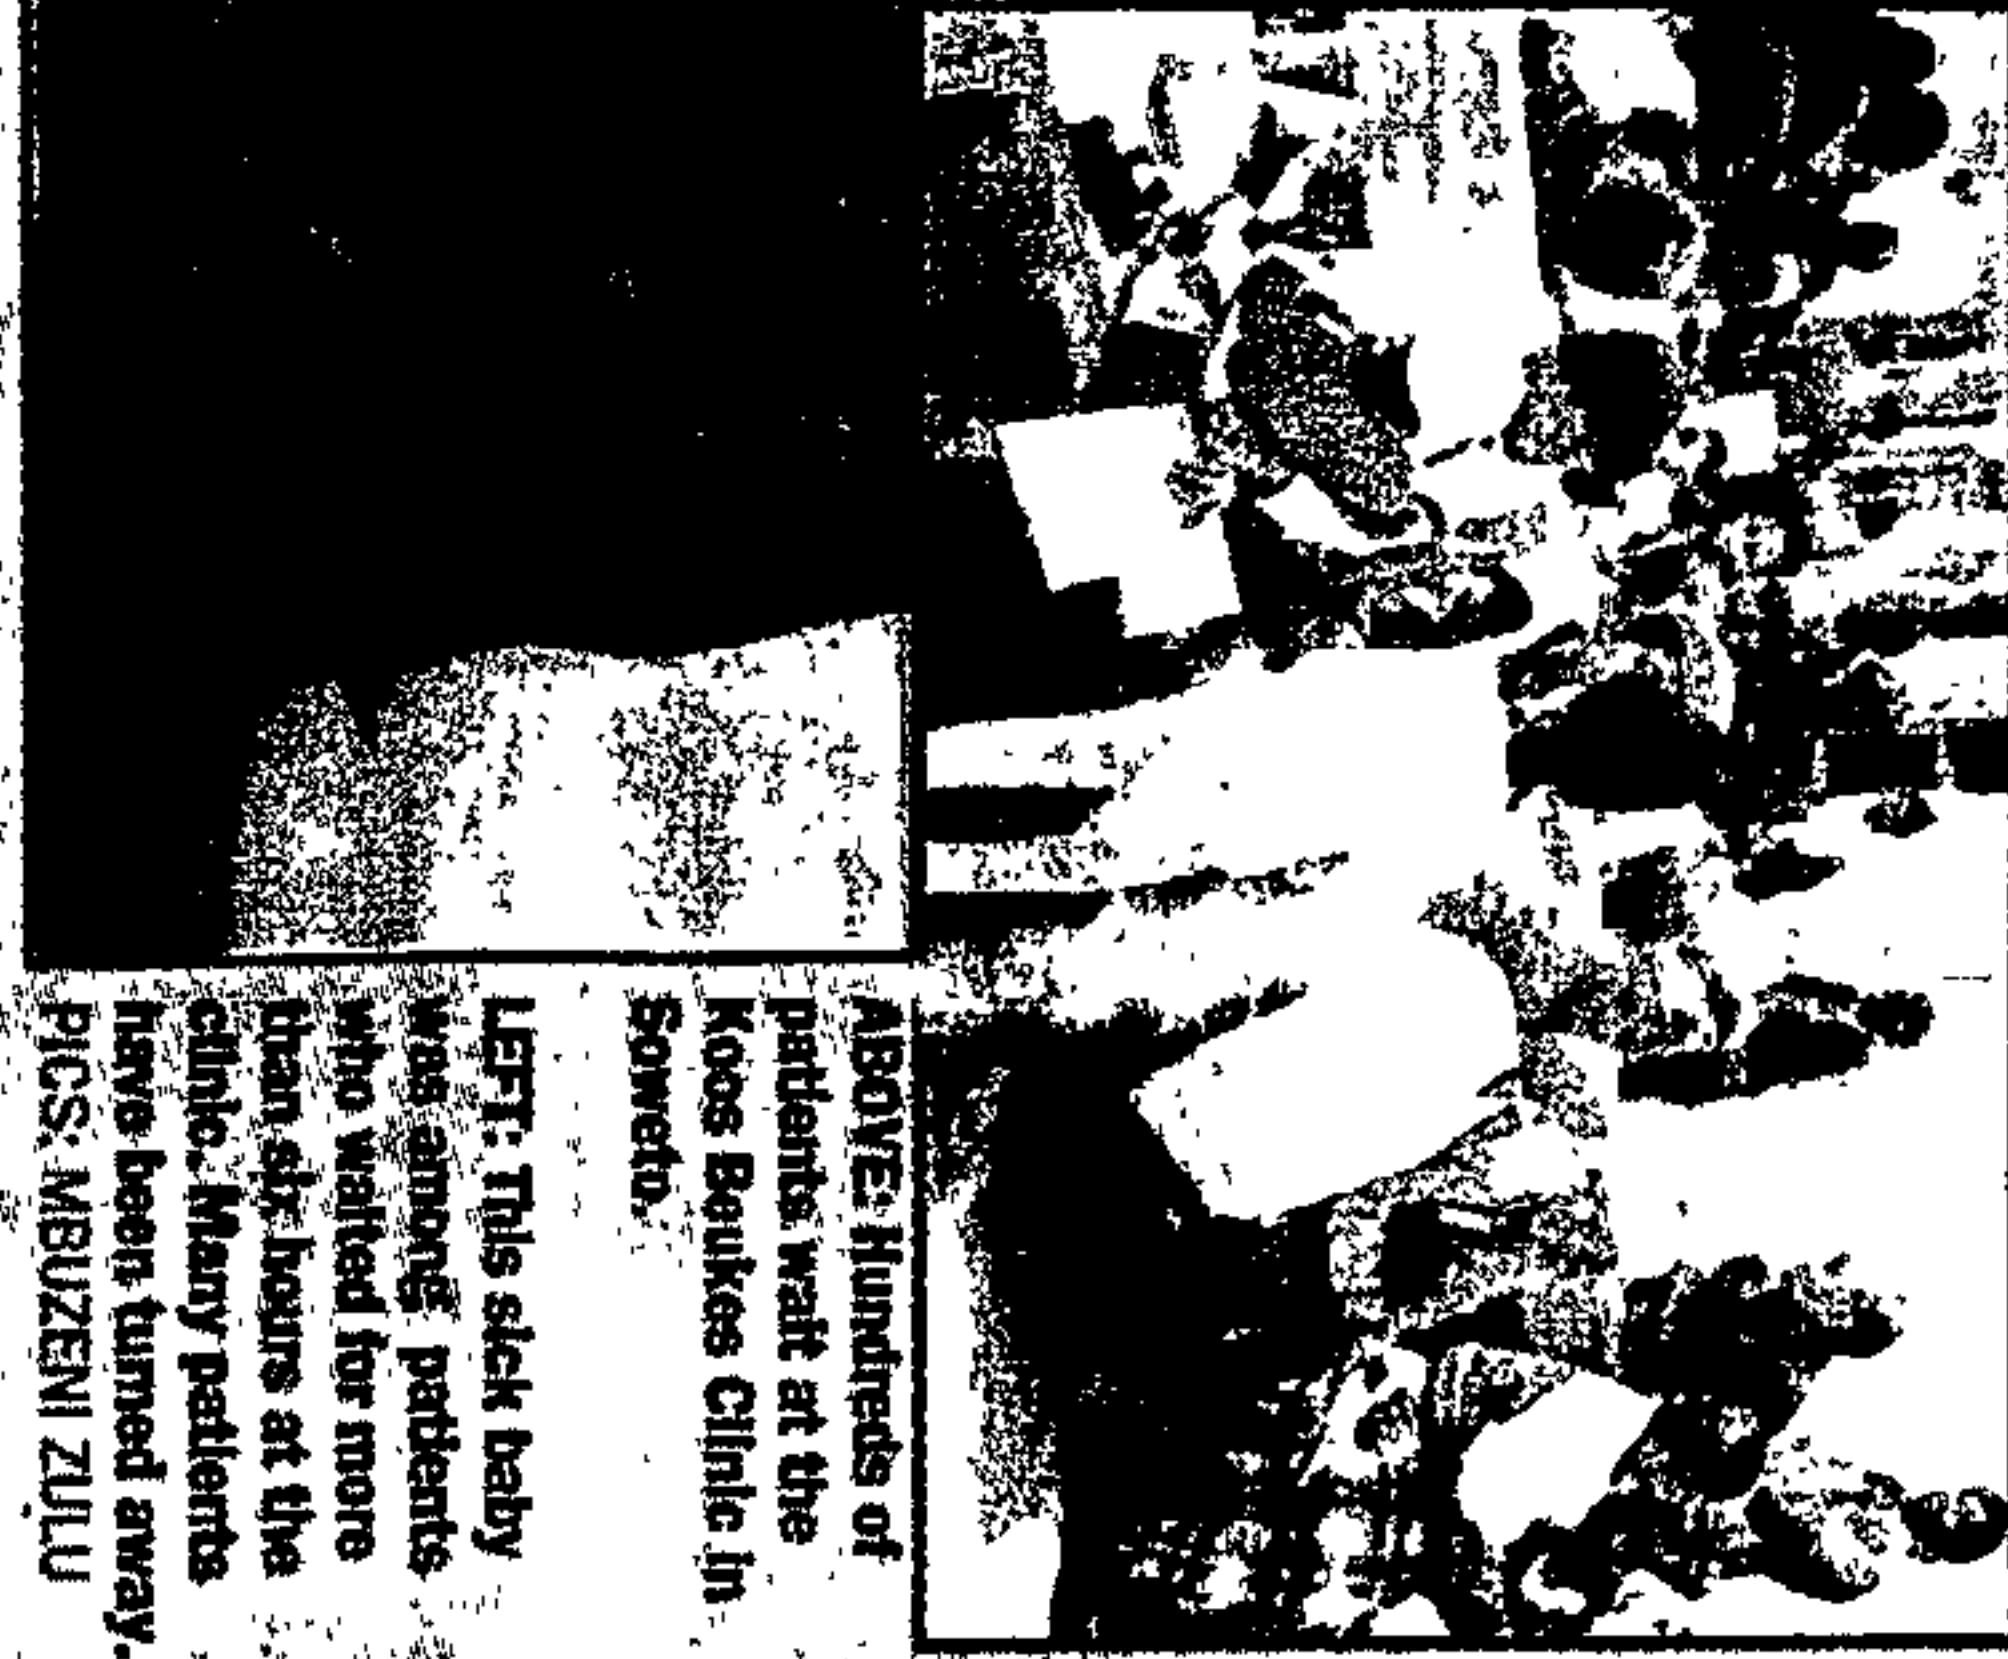 ABOVE: Hundreds of
patients wait at the
Koos Beukes Clinic in
Soweto.
LEFT: This sick baby
was among patients
who waited for more
than six hours at the
clinic. Many patients
have been turned away.
PICS: MBUZENI ZULU